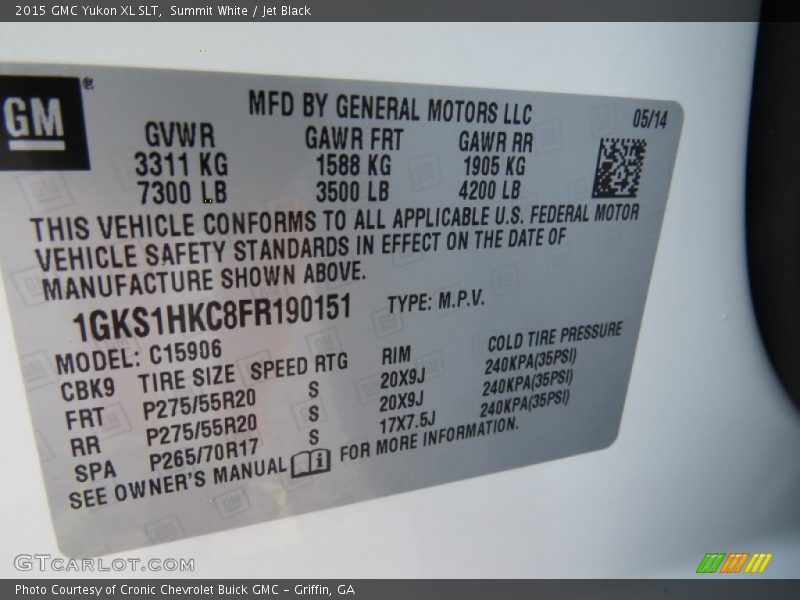 2015 GMC Yukon XL SLT, Summit White / Jet Black
GM®
MFD BY GENERAL MOTORS LLC 05/14
GVWR GAWR FRT GAWR RR
3311 KG 1588 KG 1905 KG
7300 LB 3500 LB 4200 LB
THIS VEHICLE CONFORMS TO ALL APPLICABLE U.S. FEDERAL MOTOR
VEHICLE SAFETY STANDARDS IN EFFECT ON THE DATE OF
MANUFACTURE SHOWN ABOVE.
1GKS1HKC8FR190151 TYPE: M.P.V.
MODEL: C15906
CBK9 TIRE SIZE SPEED RTG RIM COLD TIRE PRESSURE
FRT P275/55R20 S 20X9J 240KPA(35PSI)
RR P275/55R20 S 20X9J 240KPA(35PSI)
SPA P265/70R17 S 17X7.5J 240KPA(35PSI)
SEE OWNER'S MANUAL FOR MORE INFORMATION.
GTCARLOT.COM
Photo Courtesy of Cronic Chevrolet Buick GMC – Griffin, GA